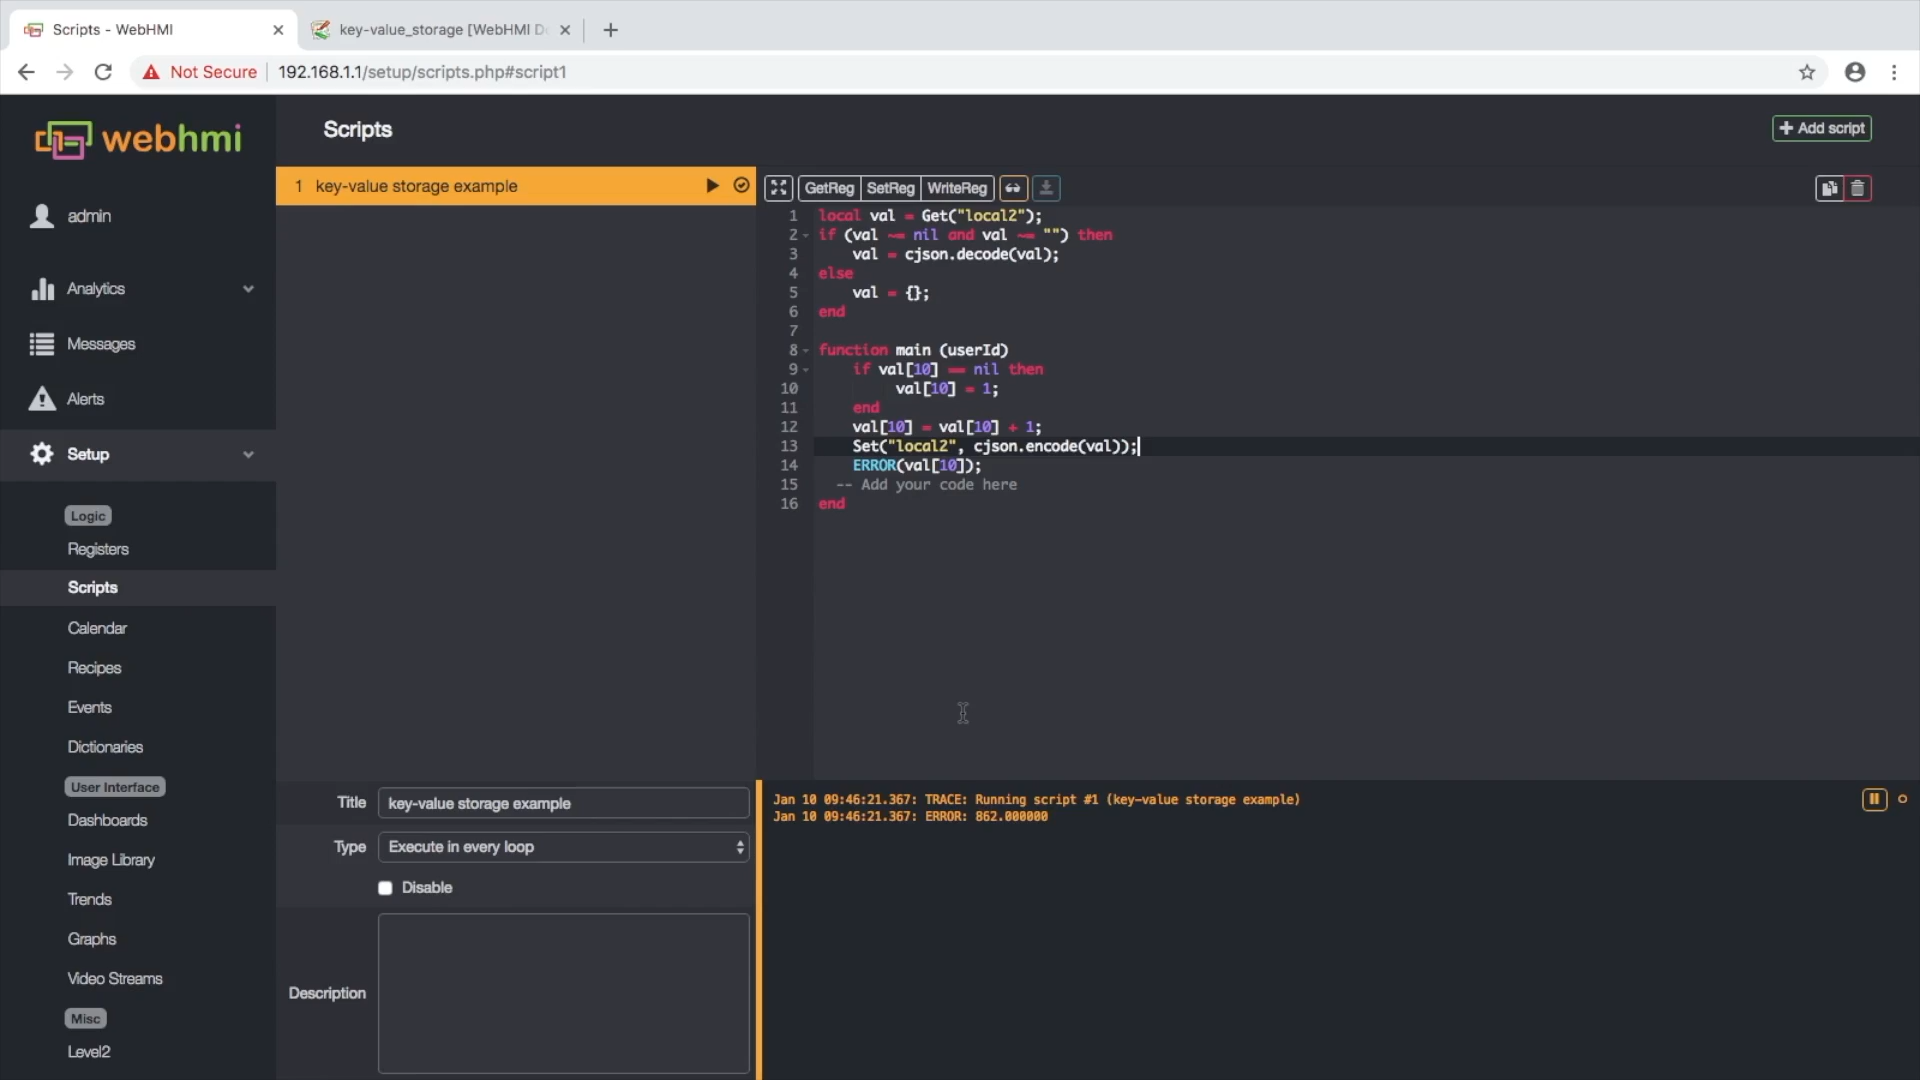 Scripts - WebHMI
key-value_storage [WebHMI D
Not Secure
192.168.1.1/setup/scripts.php#script1
webhmi
Scripts
+ Add script
admin
Analytics
Messages
Alerts
Setup
Logic
Registers
Scripts
Calendar
Recipes
Events
Dictionaries
User Interface
Dashboards
Image Library
Trends
Graphs
Video Streams
Misc
Level2
1 key-value storage example
GetReg SetReg WriteReg
1 local val = Get("local2");
2 if (val ~= nil and val ~= "") then
3 val = cjson.decode(val);
4 else
5 val = {};
6 end
7
8 function main (userId)
9 if val[10] == nil then
10 val[10] = 1;
11 end
12 val[10] = val[10] + 1;
13 Set("local2", cjson.encode(val));
14 ERROR(val[10]);
15 -- Add your code here
16 end
Title key-value storage example
Type Execute in every loop
Disable
Description
Jan 10 09:46:21.367: TRACE: Running script #1 (key-value storage example)
Jan 10 09:46:21.367: ERROR: 862.000000